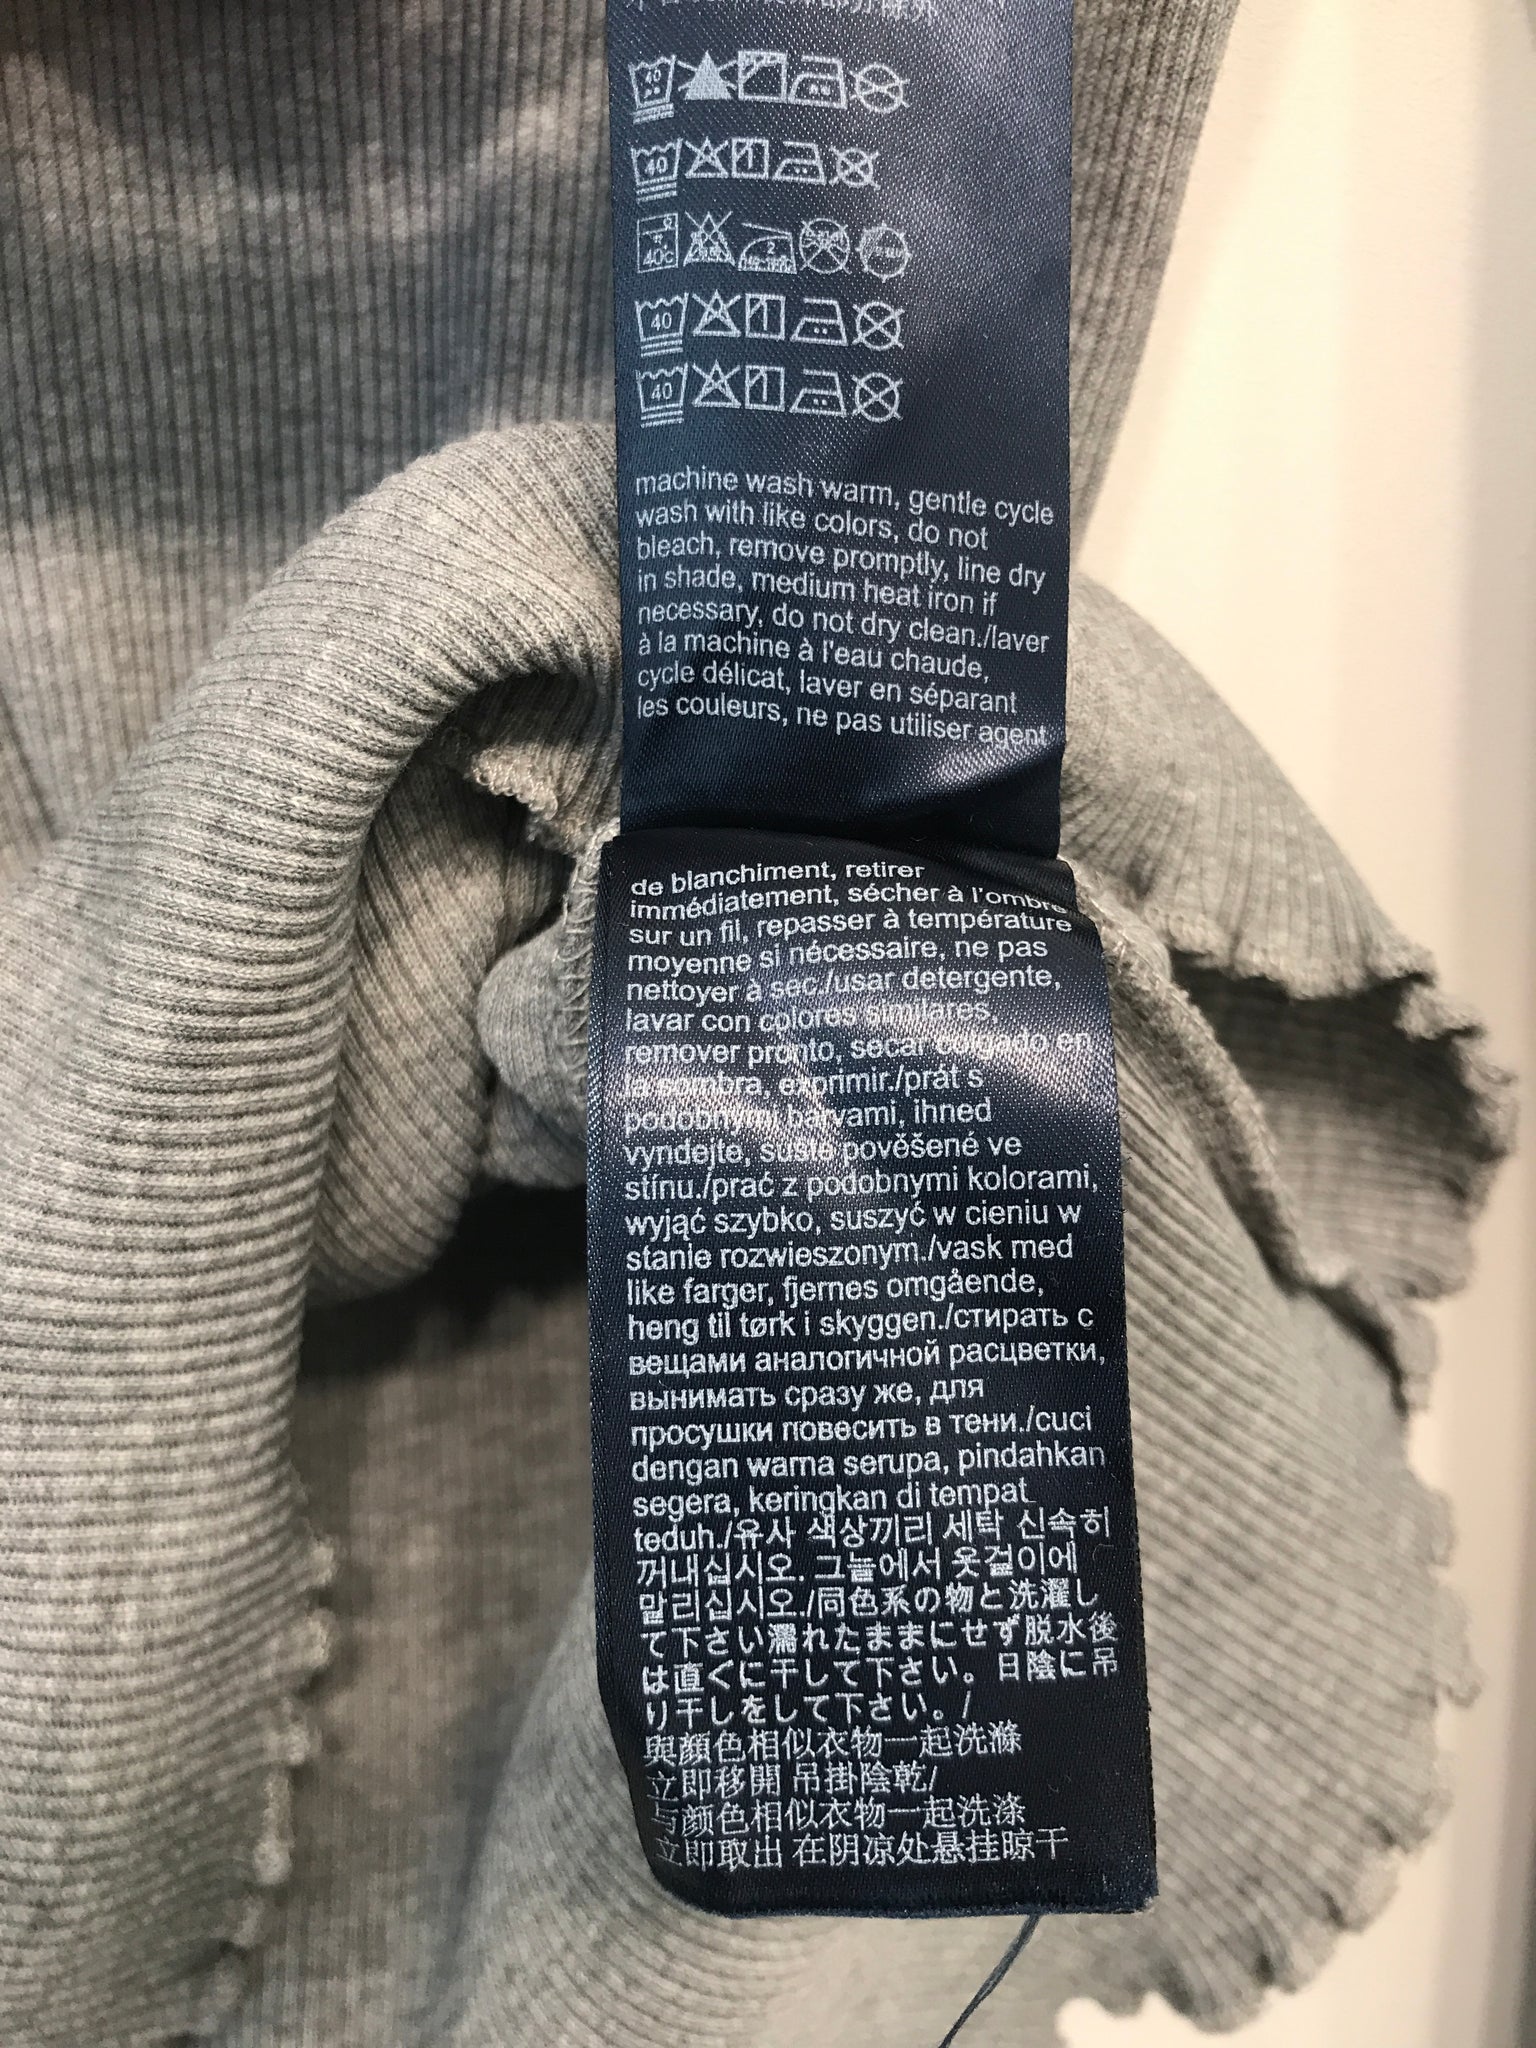 40
40
40c
40
40
machine wash warm, gentle cycle
wash with like colors, do not
bleach, remove promptly, line dry
in shade, medium heat iron if
necessary, do not dry clean./laver
à la machine à l'eau chaude,
cycle délicat, laver en séparant
les couleurs, ne pas utiliser agent
de blanchiment, retirer
immédiatement, sécher à l'ombre
sur un fil, repasser à température
moyenne si nécessaire, ne pas
nettoyer à sec./usar detergente,
lavar con colores similares,
remover pronto, secar colgado en
la sombra, exprimir./prát s
podobnými barvami, ihned
vyndejte, sušte pověšené ve
stínu./prać z podobnymi kolorami,
wyjąć szybko, suszyć w cieniu w
stanie rozwieszonym./vask med
like farger, fjernes omgående,
heng til tørk i skyggen./стирать с
вещами аналогичной расцветки,
вынимать сразу же, для
просушки повесить в тени./cuci
dengan warna serupa, pindahkan
segera, keringkan di tempat
teduh./유사 색상끼리 세탁 신속히
꺼내십시오. 그늘에서 옷걸이에
말리십시오./同色系の物と洗濯し
て下さい濡れたままにせず脱水後
は直ぐに干して下さい。日陰に吊
り干しをして下さい。/
與顏色相似衣物一起洗滌
立即移開 吊掛陰乾/
与颜色相似衣物一起洗涤
立即取出 在阴凉处悬挂晾干